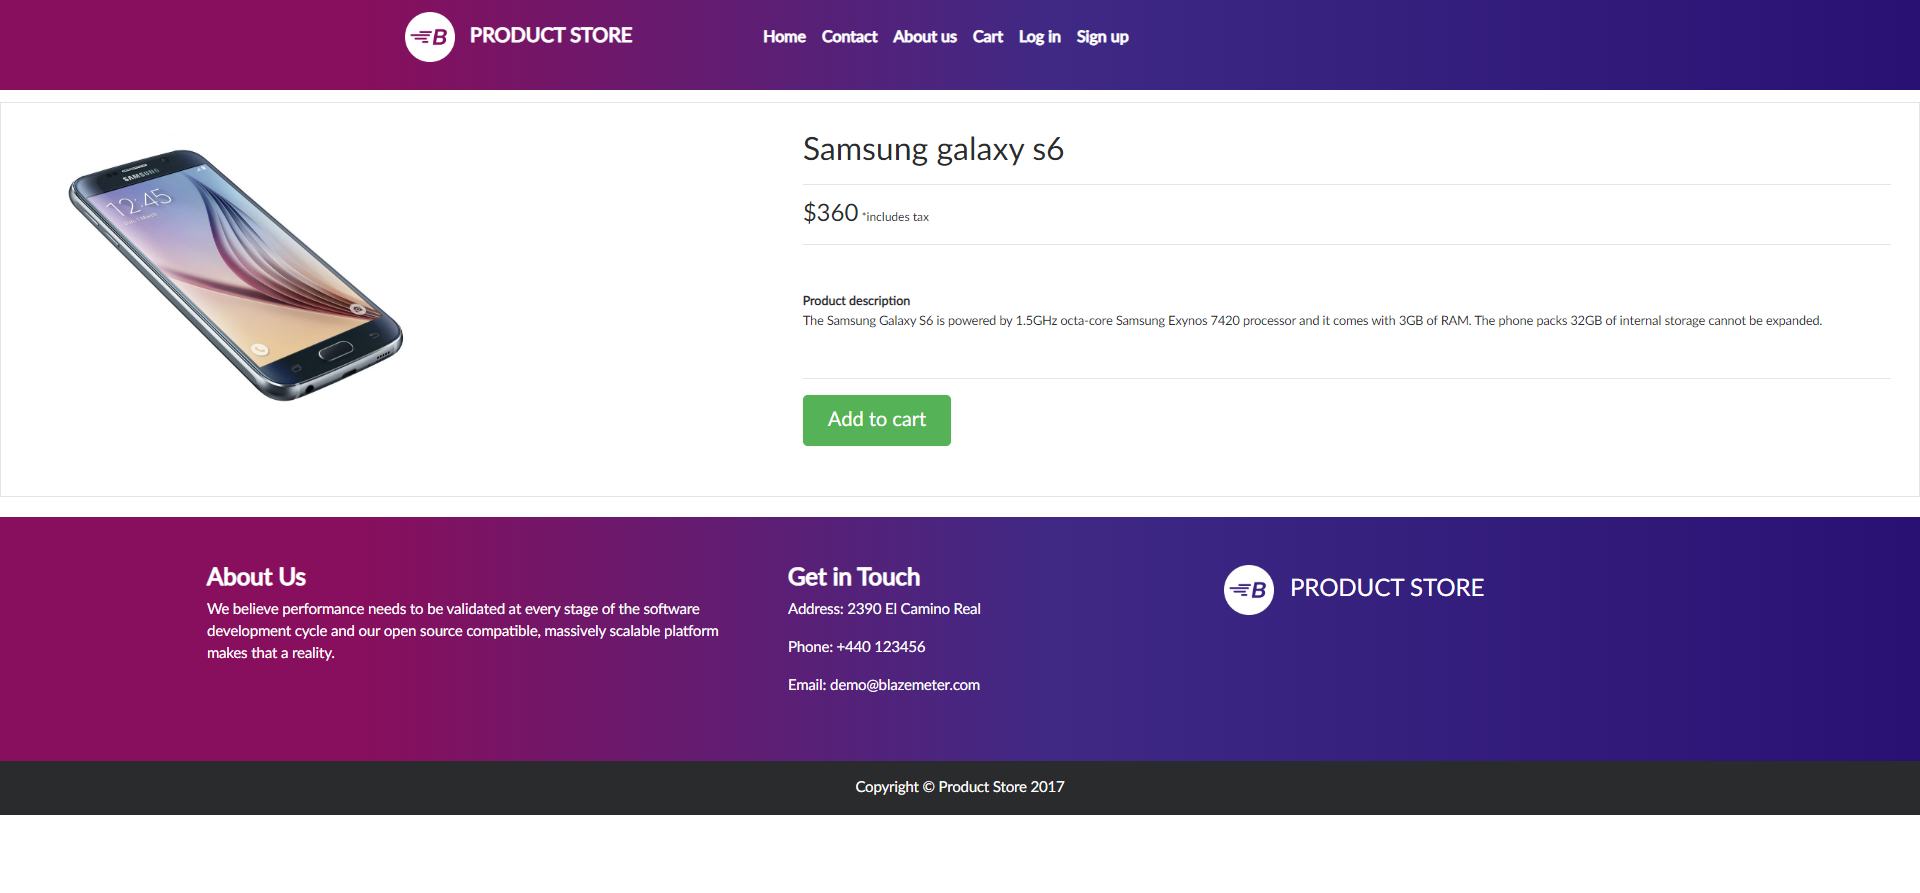 B PRODUCT STORE
Home Contact About us Cart Log in Sign up
SAMSUNG
12:45
Samsung galaxy s6
$360 *includes tax
Product description
The Samsung Galaxy S6 is powered by 1.5GHz octa-core Samsung Exynos 7420 processor and it comes with 3GB of RAM. The phone packs 32GB of internal storage cannot be expanded.
Add to cart
About Us
We believe performance needs to be validated at every stage of the software
development cycle and our open source compatible, massively scalable platform
makes that a reality.
Get in Touch
Address: 2390 El Camino Real
Phone: +440 123456
Email: demo@blazemeter.com
B PRODUCT STORE
Copyright © Product Store 2017